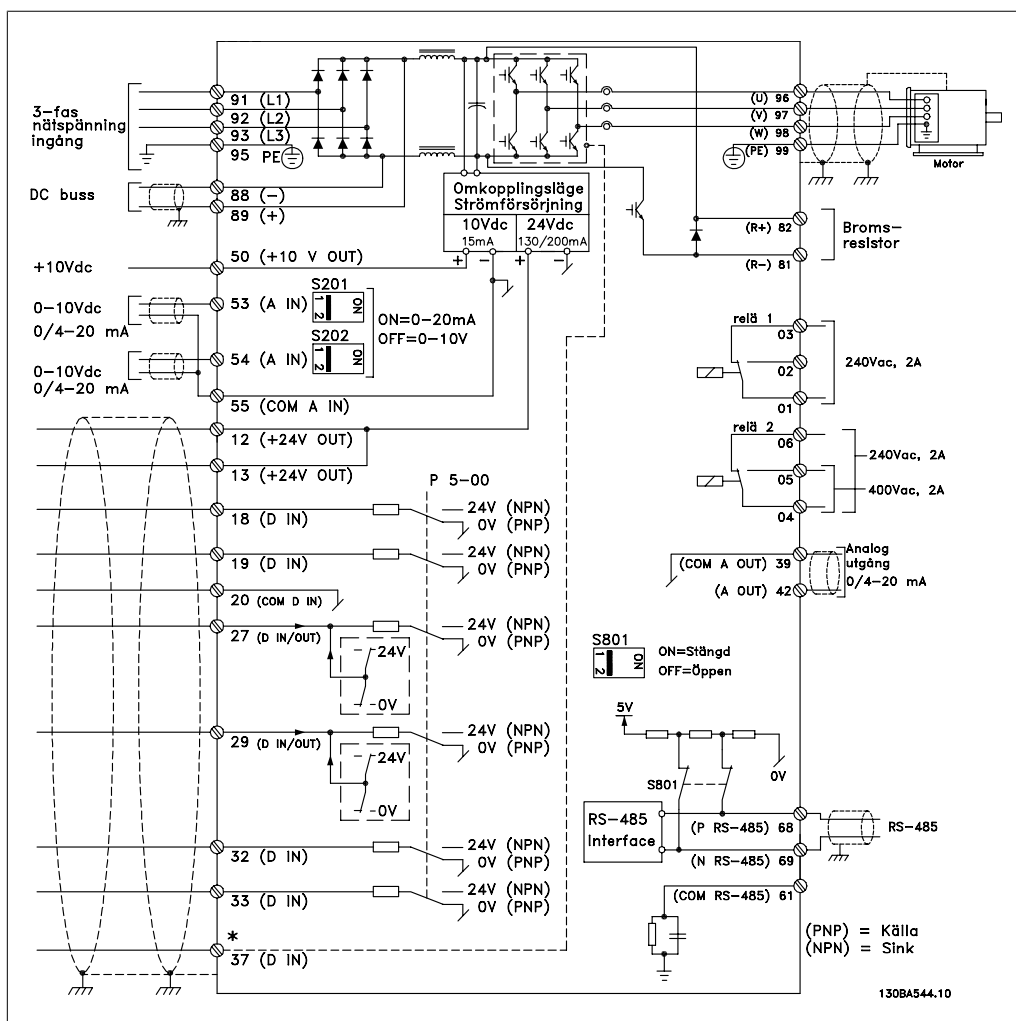 3-fas
nätspänning
ingång
91 (L1)
92 (L2)
93 (L3)
95 PE
DC buss
88 (-)
89 (+)
+10Vdc
50 (+10 V OUT)
0-10Vdc
0/4-20 mA
53 (A IN)
S201
1 2
ON
ON=0-20mA
OFF=0-10V
S202
1 2
ON
0-10Vdc
0/4-20 mA
54 (A IN)
55 (COM A IN)
12 (+24V OUT)
13 (+24V OUT)
P 5-00
18 (D IN)
24V (NPN)
0V (PNP)
19 (D IN)
24V (NPN)
0V (PNP)
20 (COM D IN)
27 (D IN/OUT)
24V (NPN)
0V (PNP)
24V
0V
29 (D IN/OUT)
24V (NPN)
0V (PNP)
24V
0V
32 (D IN)
24V (NPN)
0V (PNP)
33 (D IN)
24V (NPN)
0V (PNP)
*
37 (D IN)
Omkopplingsläge
Strömförsörjning
10Vdc
15mA
24Vdc
130/200mA
+ - + -
(U) 96
(V) 97
(W) 98
(PE) 99
Motor
(R+) 82
(R-) 81
Broms-
resistor
relä 1
03
02
01
240Vac, 2A
relä 2
06
05
04
240Vac, 2A
400Vac, 2A
(COM A OUT) 39
(A OUT) 42
Analog
utgång
0/4-20 mA
S801
1 2
ON
ON=Stängd
OFF=Öppen
5V
0V
S801
RS-485
Interface
(P RS-485) 68
(N RS-485) 69
RS-485
(COM RS-485) 61
(PNP) = Källa
(NPN) = Sink
130BA544.10